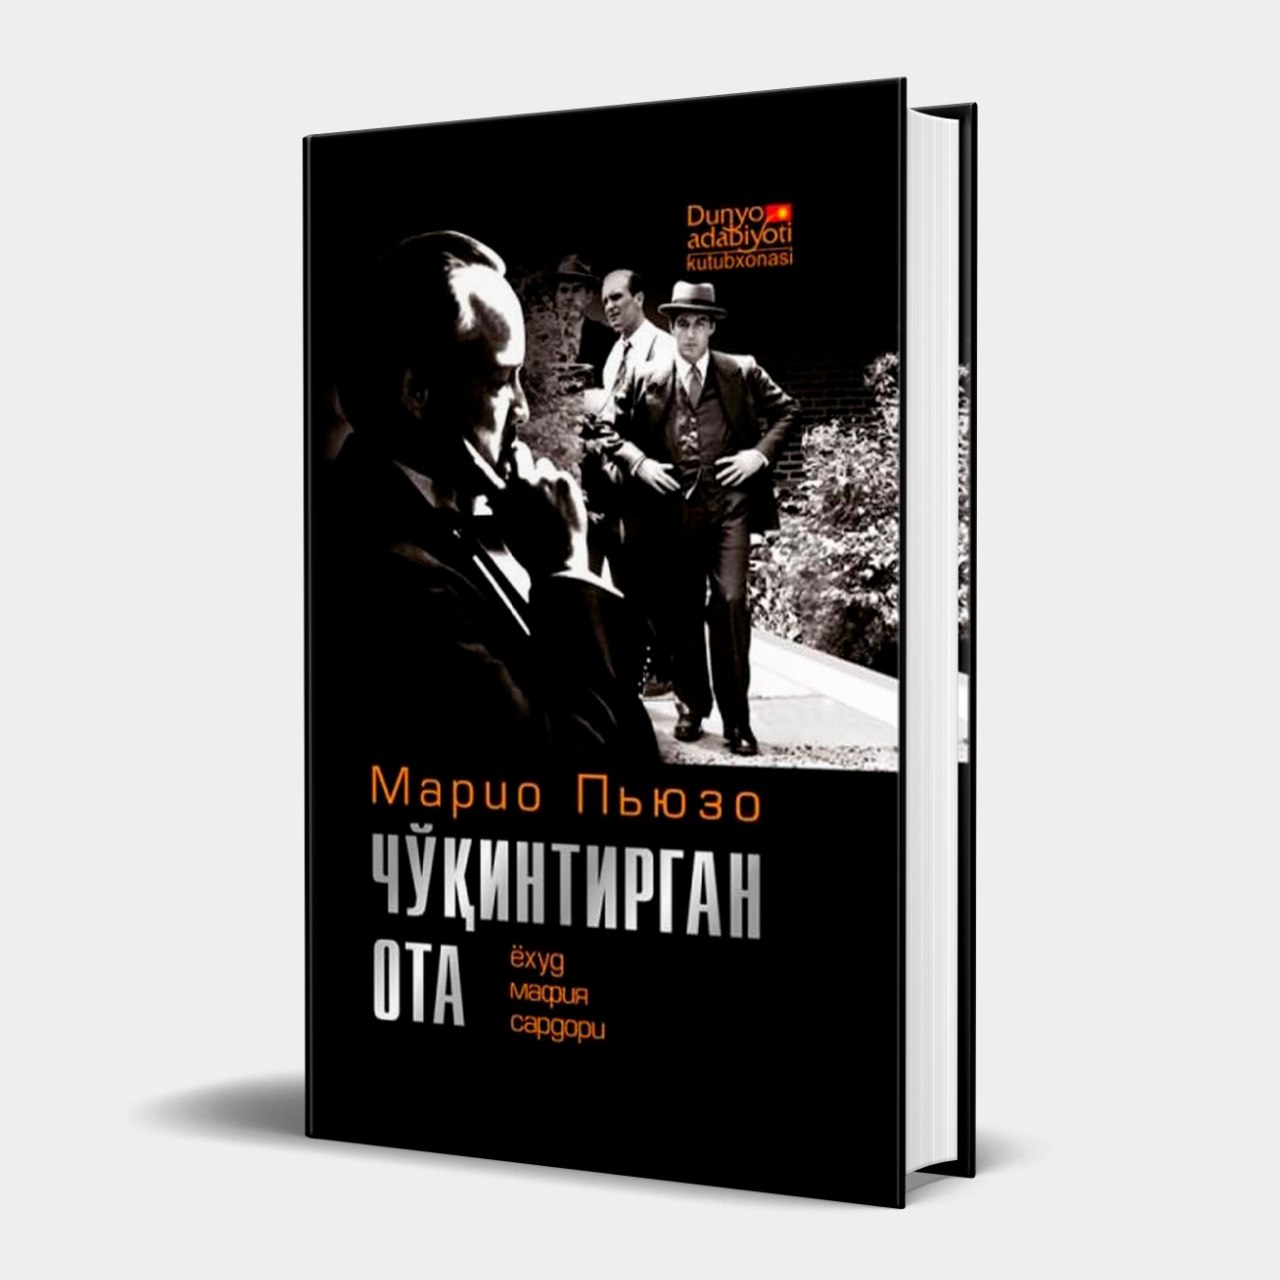 Dunyo
adabiyoti
kutubxonasi
Марио Пьюзо
ЧЎҚИНТИРГАН
ОТА
ёхуд
мафия
сардори